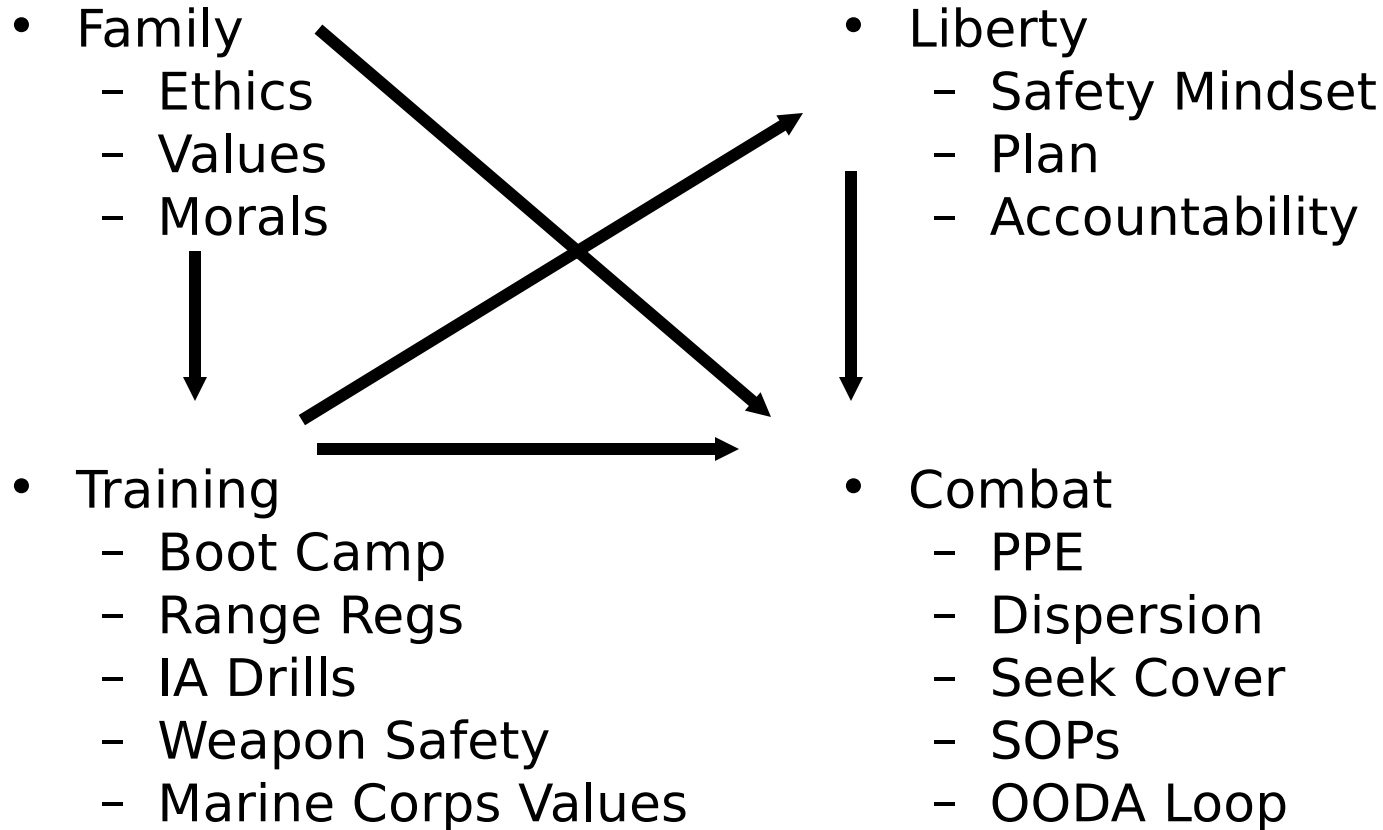 • Family
– Ethics
– Values
– Morals
• Liberty
– Safety Mindset
– Plan
– Accountability
• Training
– Boot Camp
– Range Regs
– IA Drills
– Weapon Safety
– Marine Corps Values
• Combat
– PPE
– Dispersion
– Seek Cover
– SOPs
– OODA Loop